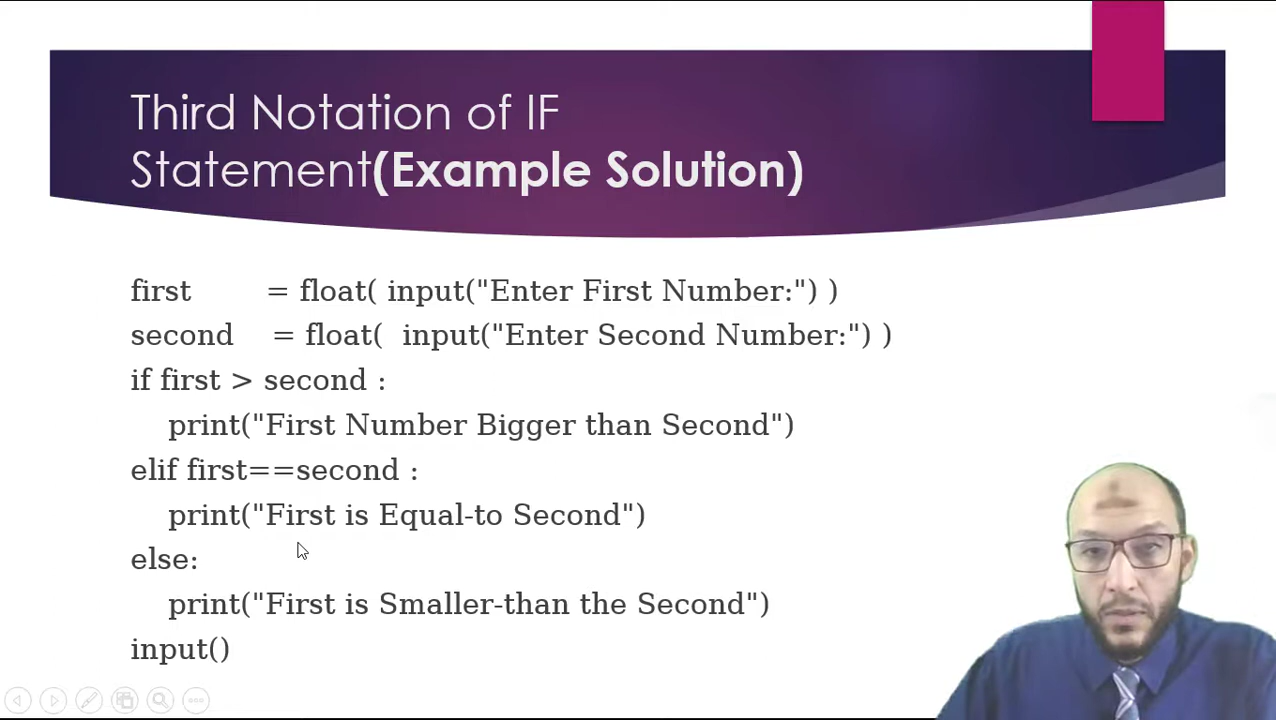 Third Notation of IF
Statement(Example Solution)
first = float( input("Enter First Number:") )
second = float( input("Enter Second Number:") )
if first > second :
print("First Number Bigger than Second")
elif first==second :
print("First is Equal-to Second")
else:
print("First is Smaller-than the Second")
input()